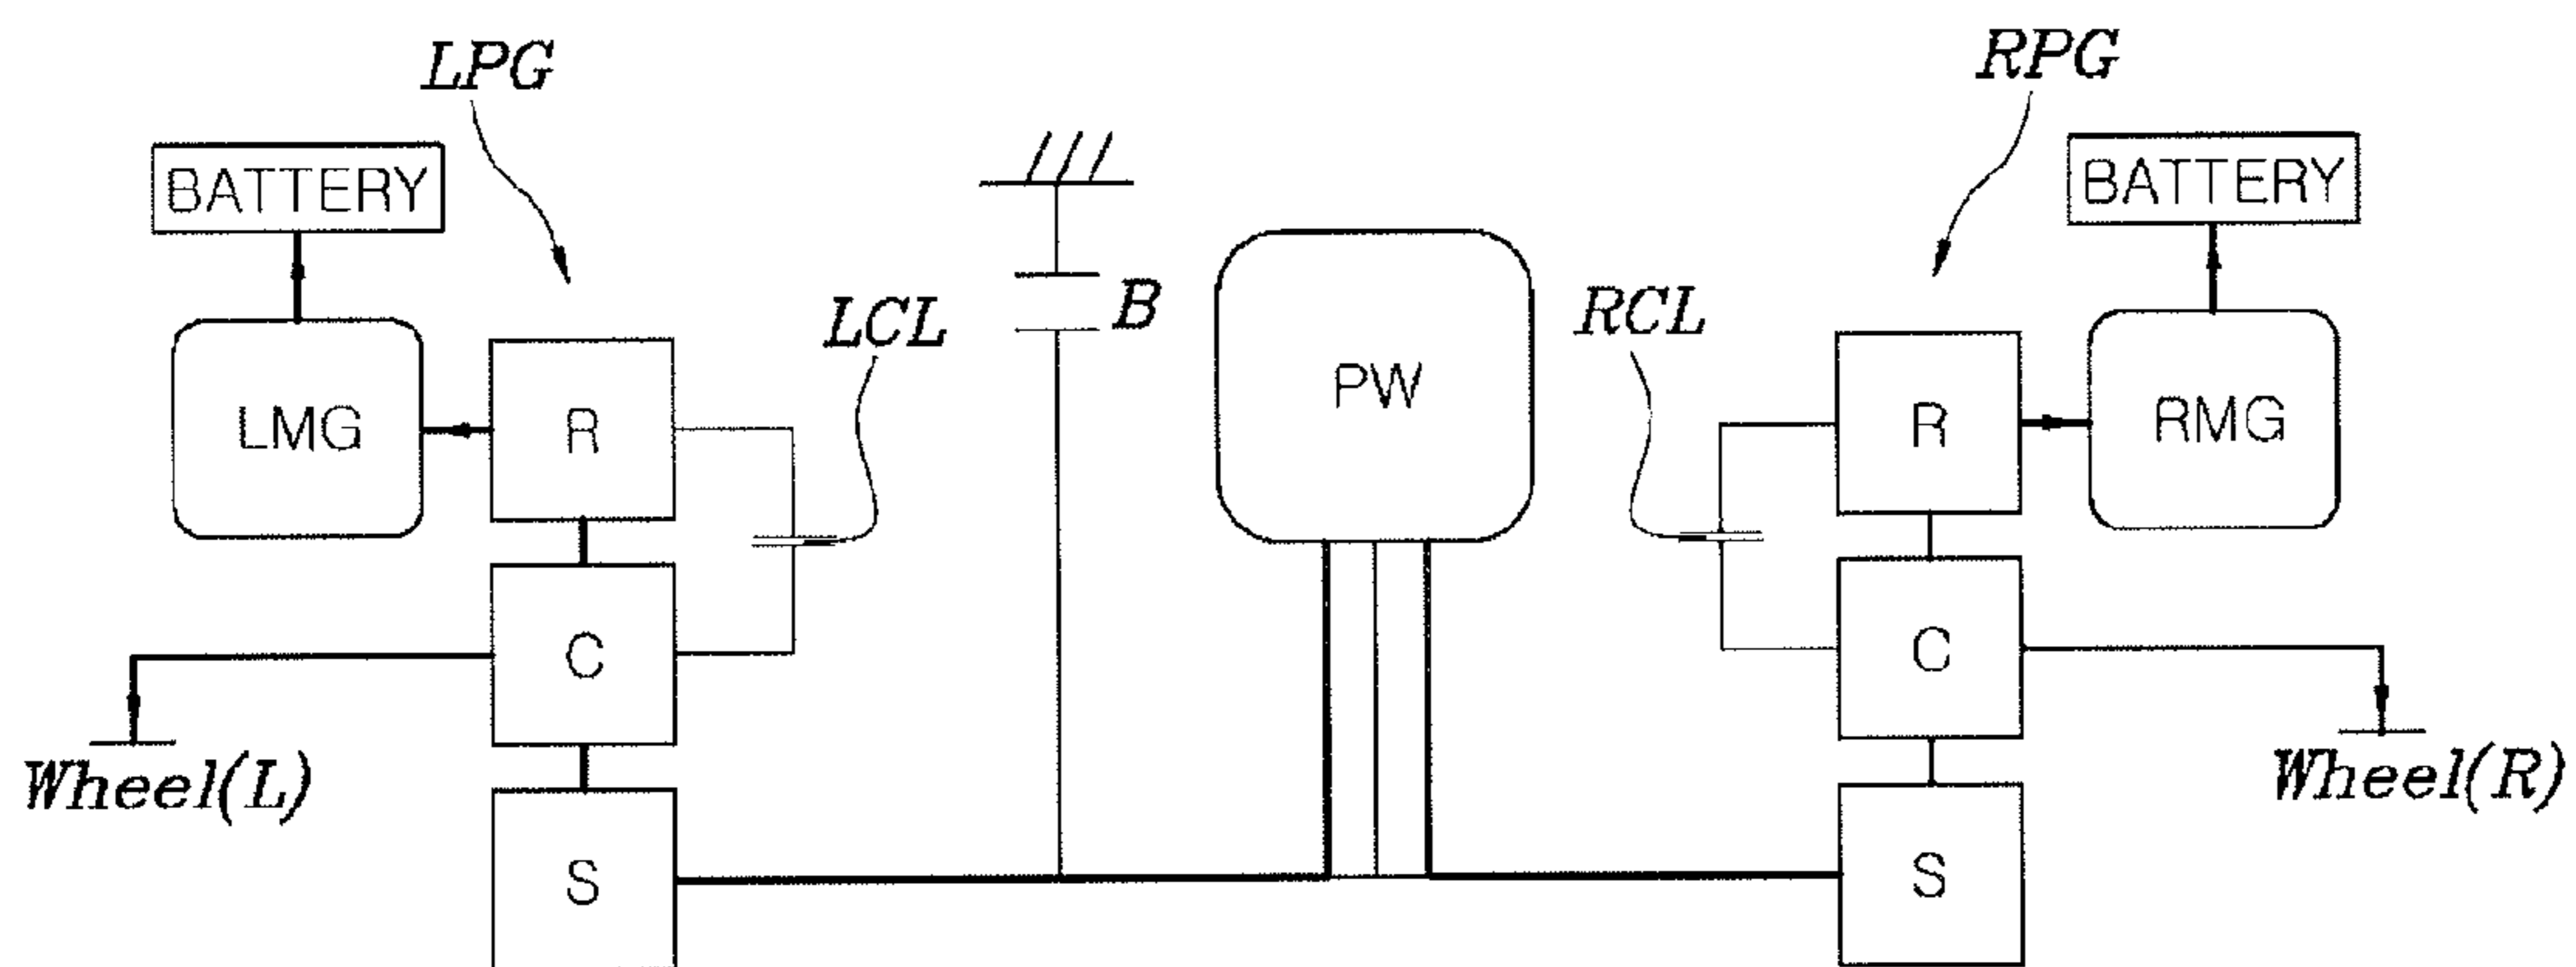 LPG
RPG
BATTERY
BATTERY
B
LCL
RCL
PW
LMG
R
R
RMG
C
C
Wheel(L)
Wheel(R)
S
S